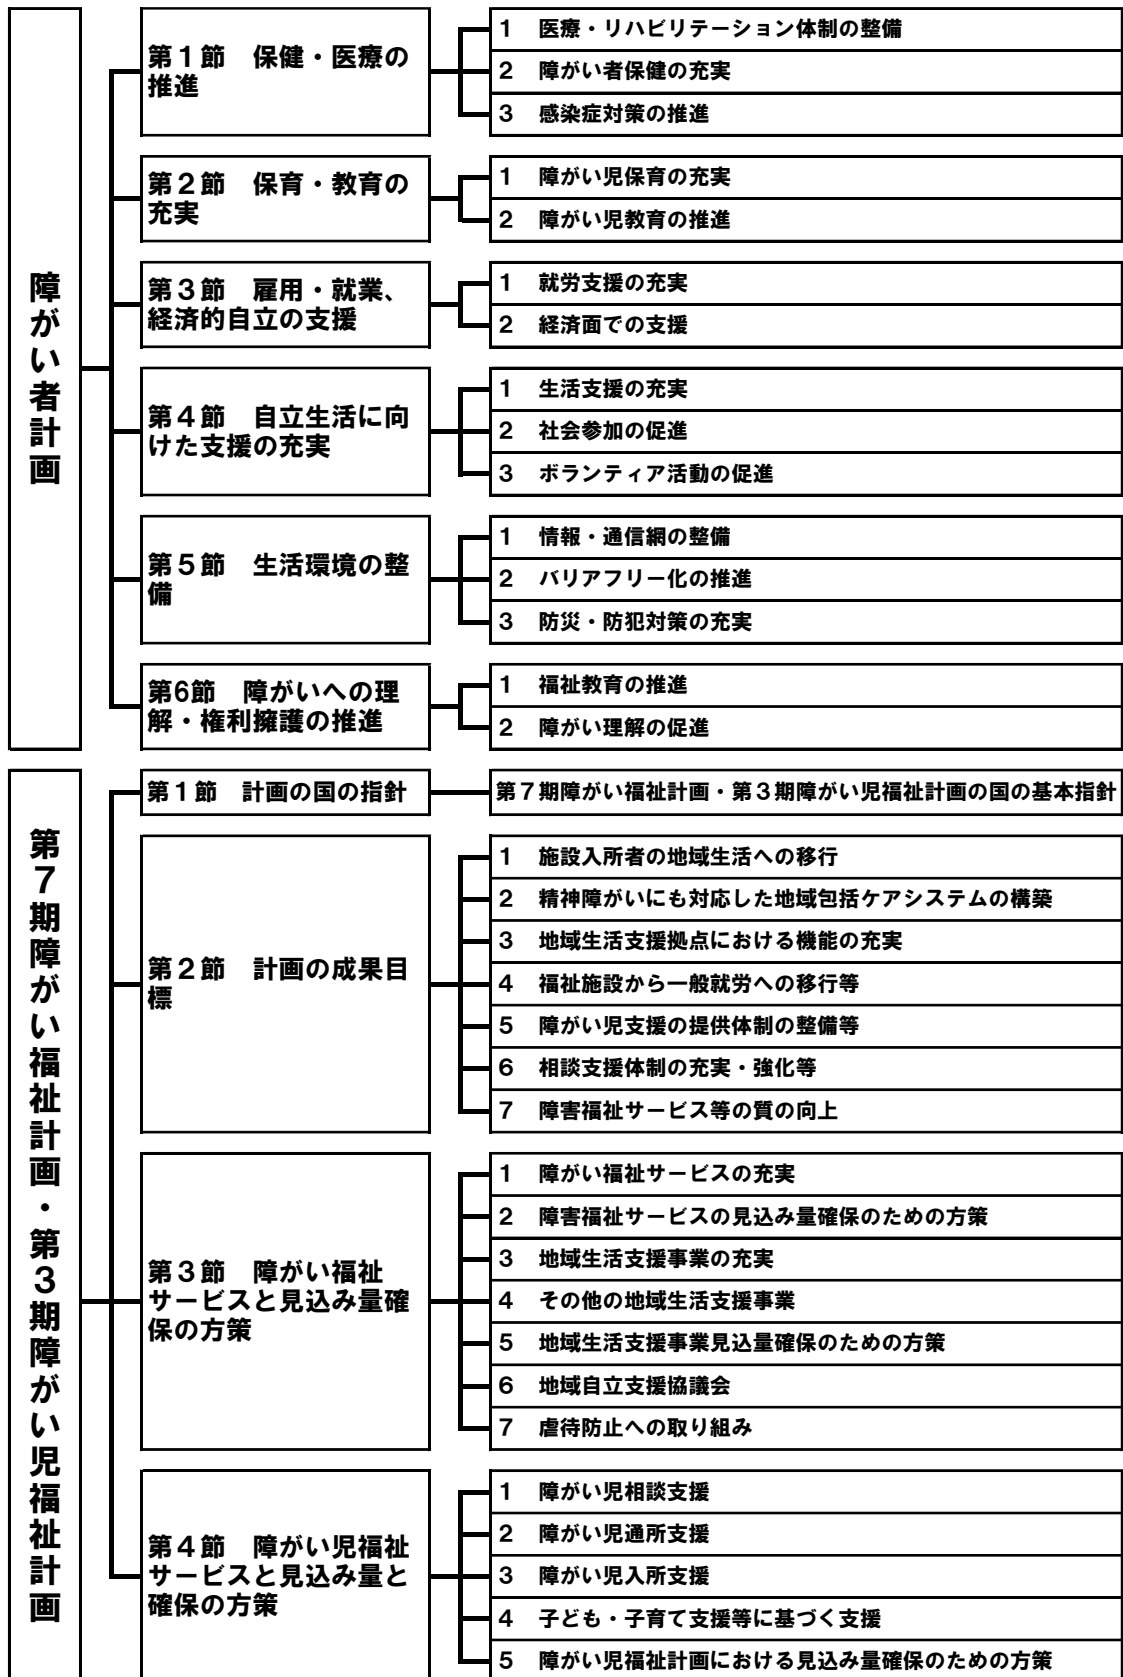 障がい者計画
第１節　保健・医療の
推進
1　医療・リハビリテーション体制の整備
2　障がい者保健の充実
3　感染症対策の推進
第２節　保育・教育の
充実
1　障がい児保育の充実
2　障がい児教育の推進
第３節　雇用・就業、
経済的自立の支援
1　就労支援の充実
2　経済面での支援
第４節　自立生活に向
けた支援の充実
1　生活支援の充実
2　社会参加の促進
3　ボランティア活動の促進
第５節　生活環境の整
備
1　情報・通信網の整備
2　バリアフリー化の推進
3　防災・防犯対策の充実
第6節　障がいへの理
解・権利擁護の推進
1　福祉教育の推進
2　障がい理解の促進
第７期障がい福祉計画・第３期障がい児福祉計画
第１節　計画の国の指針
第７期障がい福祉計画・第３期障がい児福祉計画の国の基本指針
第２節　計画の成果目
標
1　施設入所者の地域生活への移行
2　精神障がいにも対応した地域包括ケアシステムの構築
3　地域生活支援拠点における機能の充実
4　福祉施設から一般就労への移行等
5　障がい児支援の提供体制の整備等
6　相談支援体制の充実・強化等
7　障害福祉サービス等の質の向上
第３節　障がい福祉
サービスと見込み量確
保の方策
1　障がい福祉サービスの充実
2　障害福祉サービスの見込み量確保のための方策
3　地域生活支援事業の充実
4　その他の地域生活支援事業
5　地域生活支援事業見込量確保のための方策
6　地域自立支援協議会
7　虐待防止への取り組み
第４節　障がい児福祉
サービスと見込み量と
確保の方策
1　障がい児相談支援
2　障がい児通所支援
3　障がい児入所支援
4　子ども・子育て支援等に基づく支援
5　障がい児福祉計画における見込み量確保のための方策